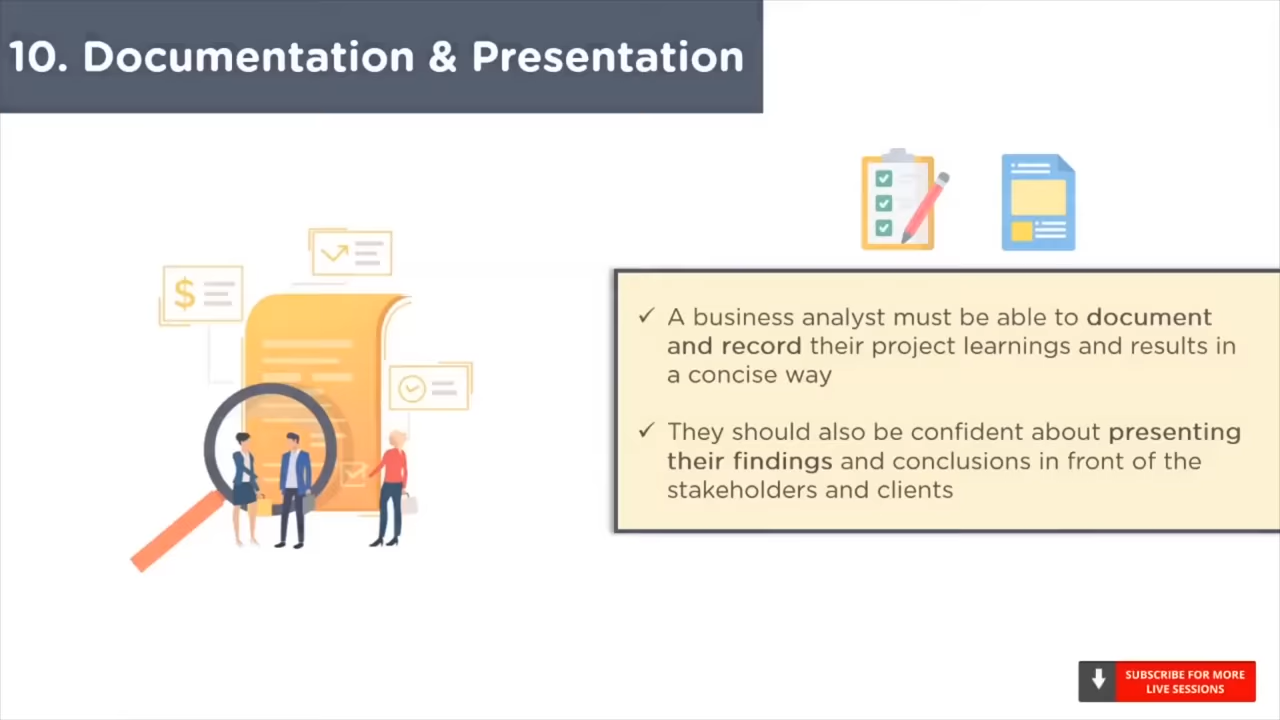 10. Documentation & Presentation
$
✓ A business analyst must be able to document
and record their project learnings and results in
a concise way
✓ They should also be confident about presenting
their findings and conclusions in front of the
stakeholders and clients
SUBSCRIBE FOR MORE
LIVE SESSIONS